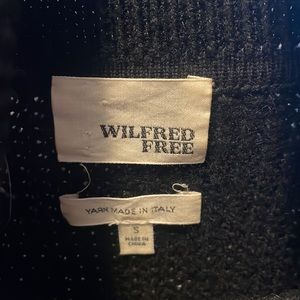 WILFRED
FREE
YARN MADE IN ITALY
S
MADE IN
CHINA